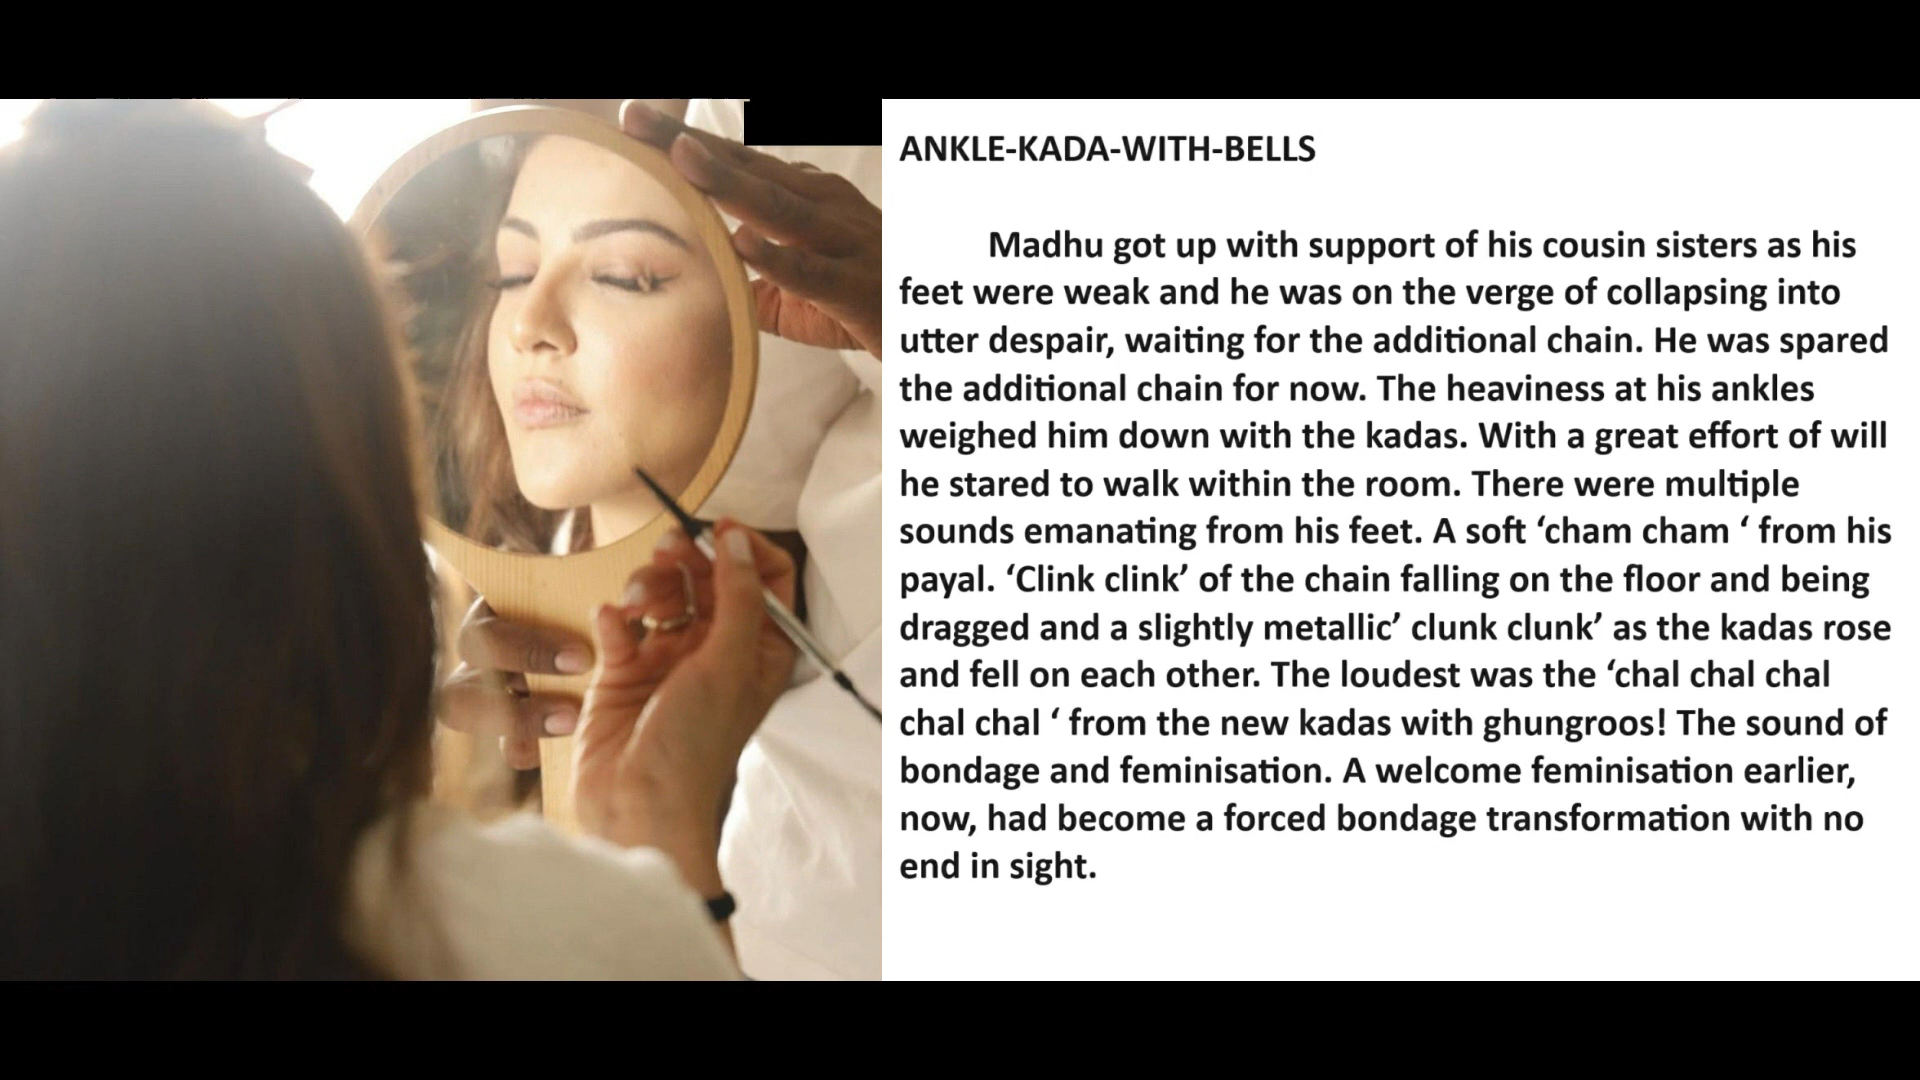 ANKLE-KADA-WITH-BELLS
Madhu got up with support of his cousin sisters as his
feet were weak and he was on the verge of collapsing into
utter despair, waiting for the additional chain. He was spared
the additional chain for now. The heaviness at his ankles
weighed him down with the kadas. With a great effort of will
he stared to walk within the room. There were multiple
sounds emanating from his feet. A soft ‘cham cham ‘ from his
payal. ‘Clink clink’ of the chain falling on the floor and being
dragged and a slightly metallic’ clunk clunk’ as the kadas rose
and fell on each other. The loudest was the ‘chal chal chal
chal chal ‘ from the new kadas with ghungroos! The sound of
bondage and feminisation. A welcome feminisation earlier,
now, had become a forced bondage transformation with no
end in sight.